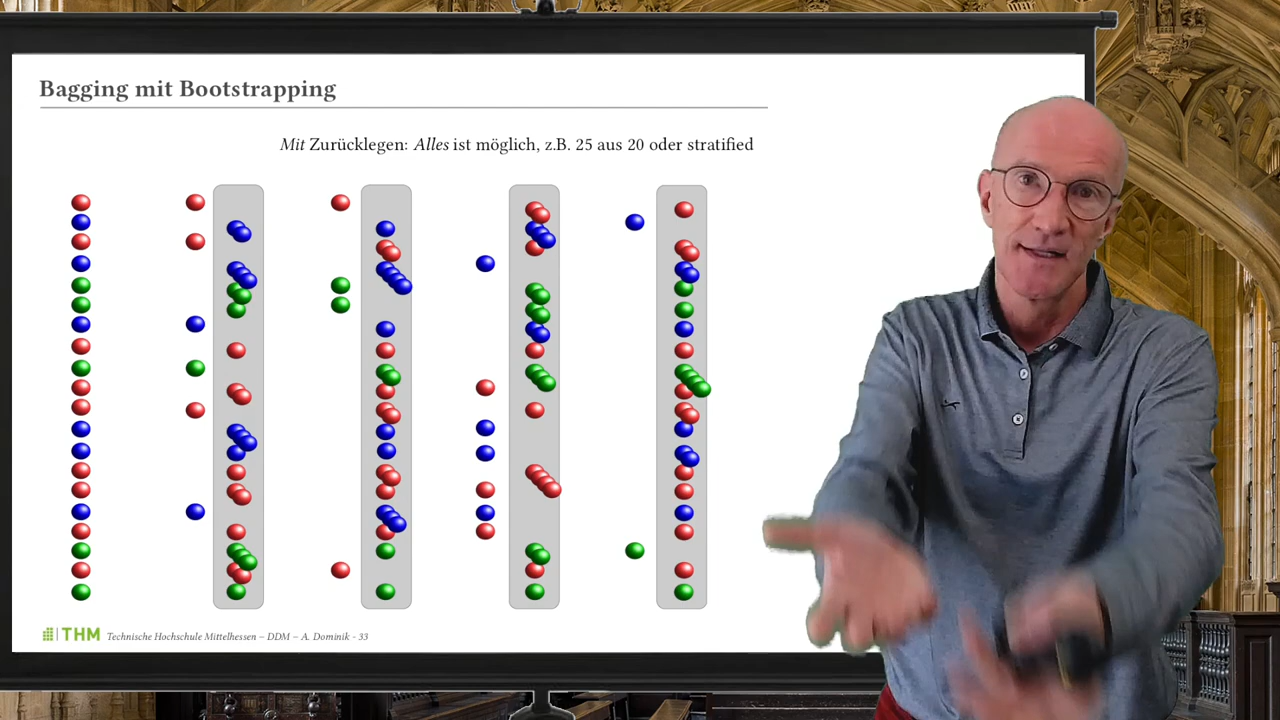 Bagging mit Bootstrapping
Mit Zurücklegen: Alles ist möglich, z.B. 25 aus 20 oder stratified
THM Technische Hochschule Mittelhessen – DDM – A. Dominik - 33